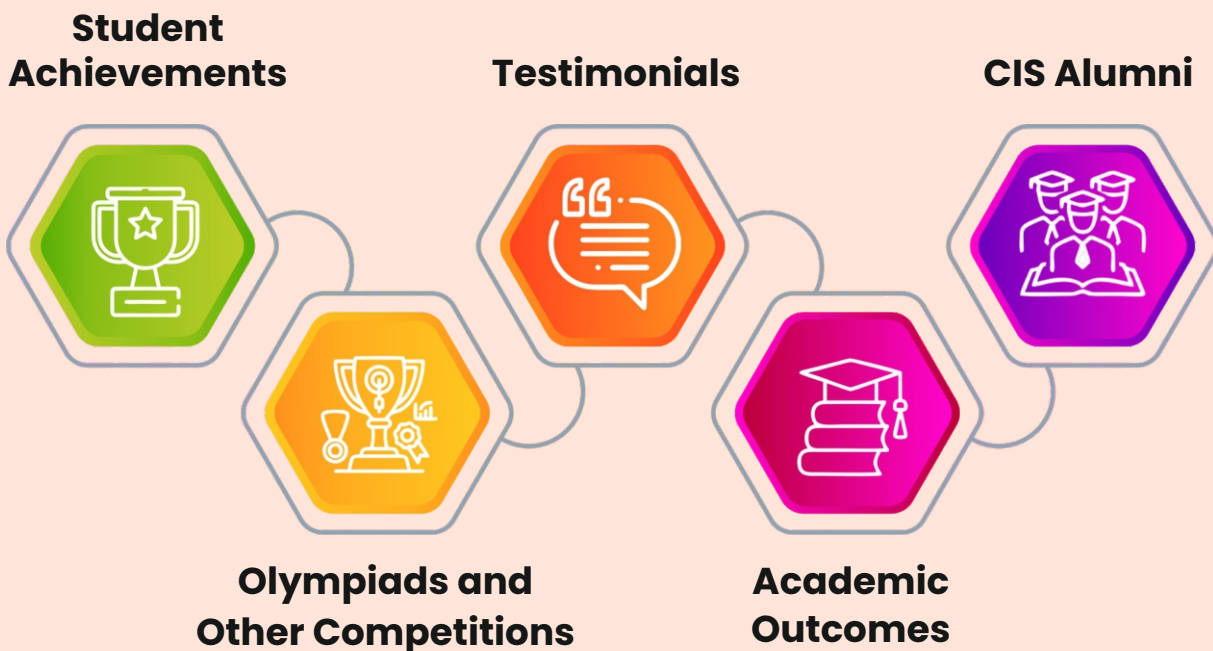 Student
Achievements
Testimonials
CIS Alumni
Olympiads and
Other Competitions
Academic
Outcomes